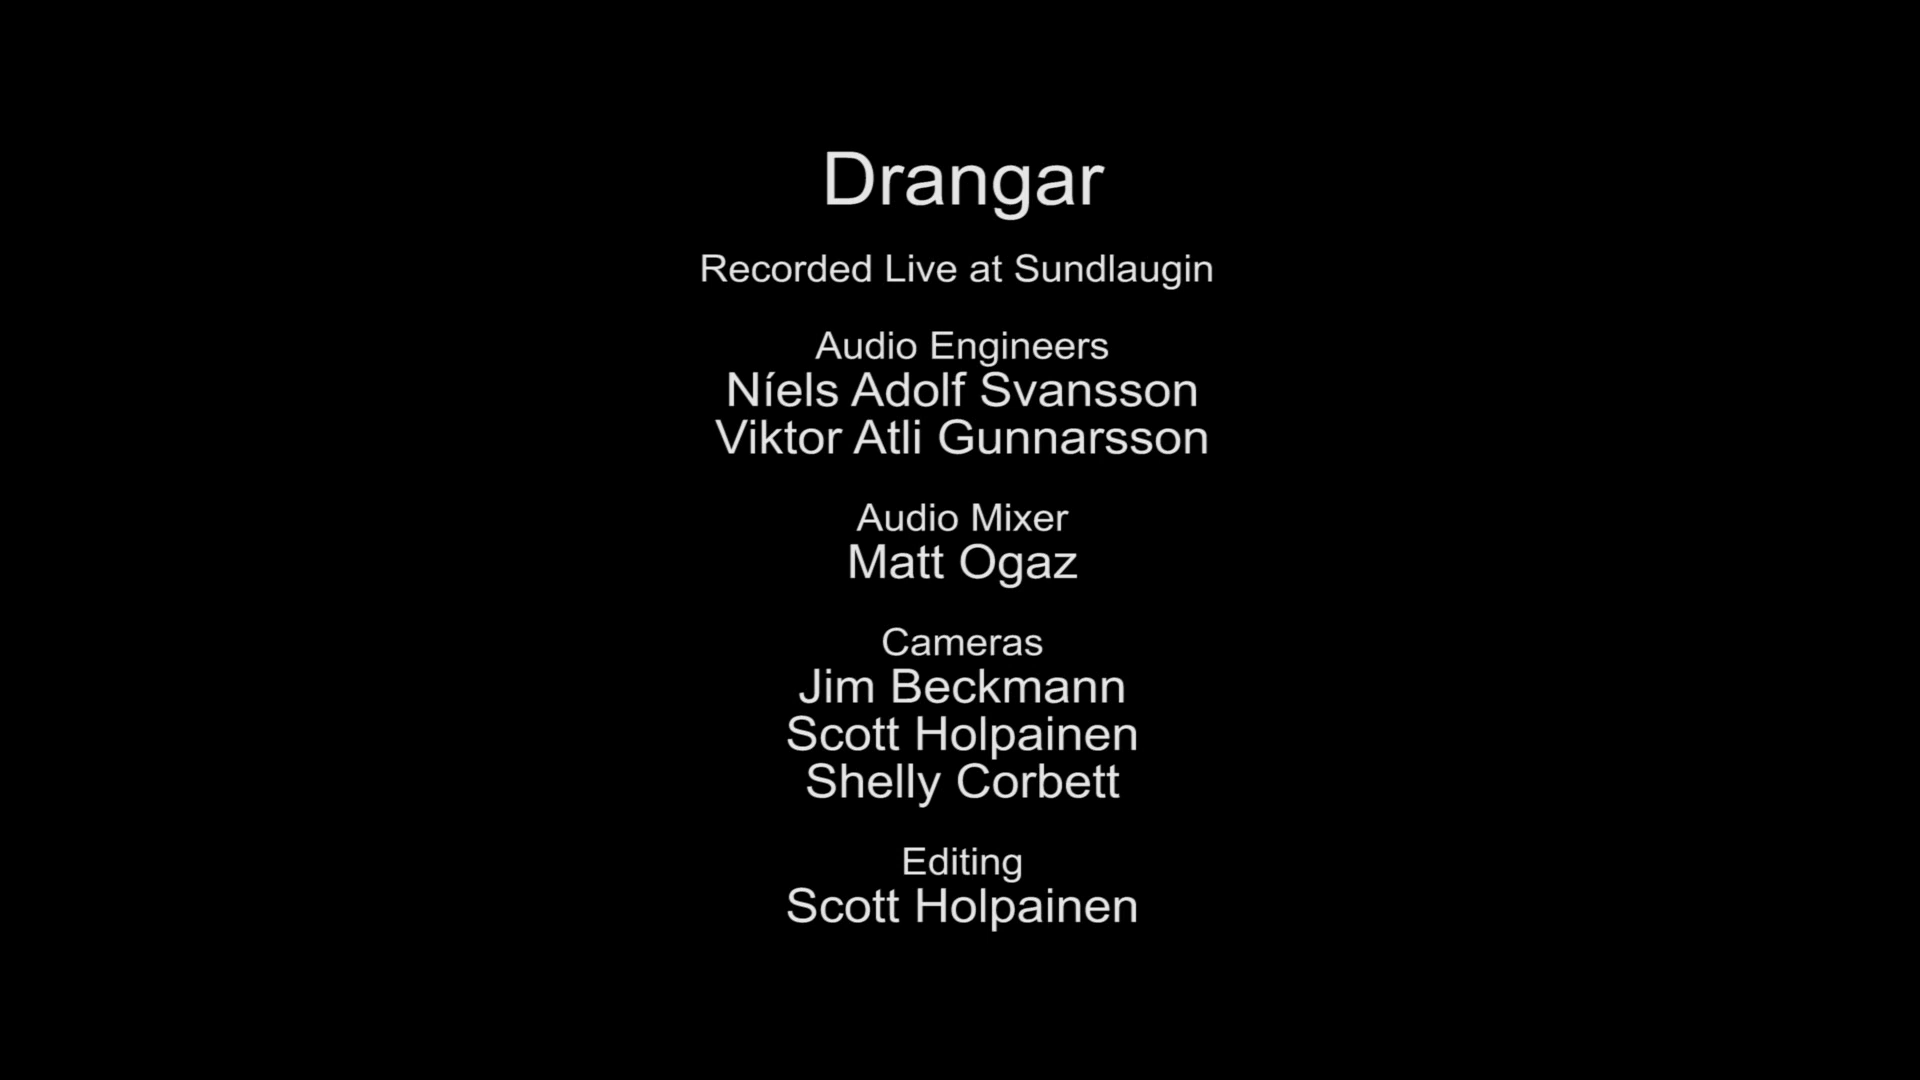 Drangar
Recorded Live at Sundlaugin
Audio Engineers
Níels Adolf Svansson
Viktor Atli Gunnarsson
Audio Mixer
Matt Ogaz
Cameras
Jim Beckmann
Scott Holpainen
Shelly Corbett
Editing
Scott Holpainen